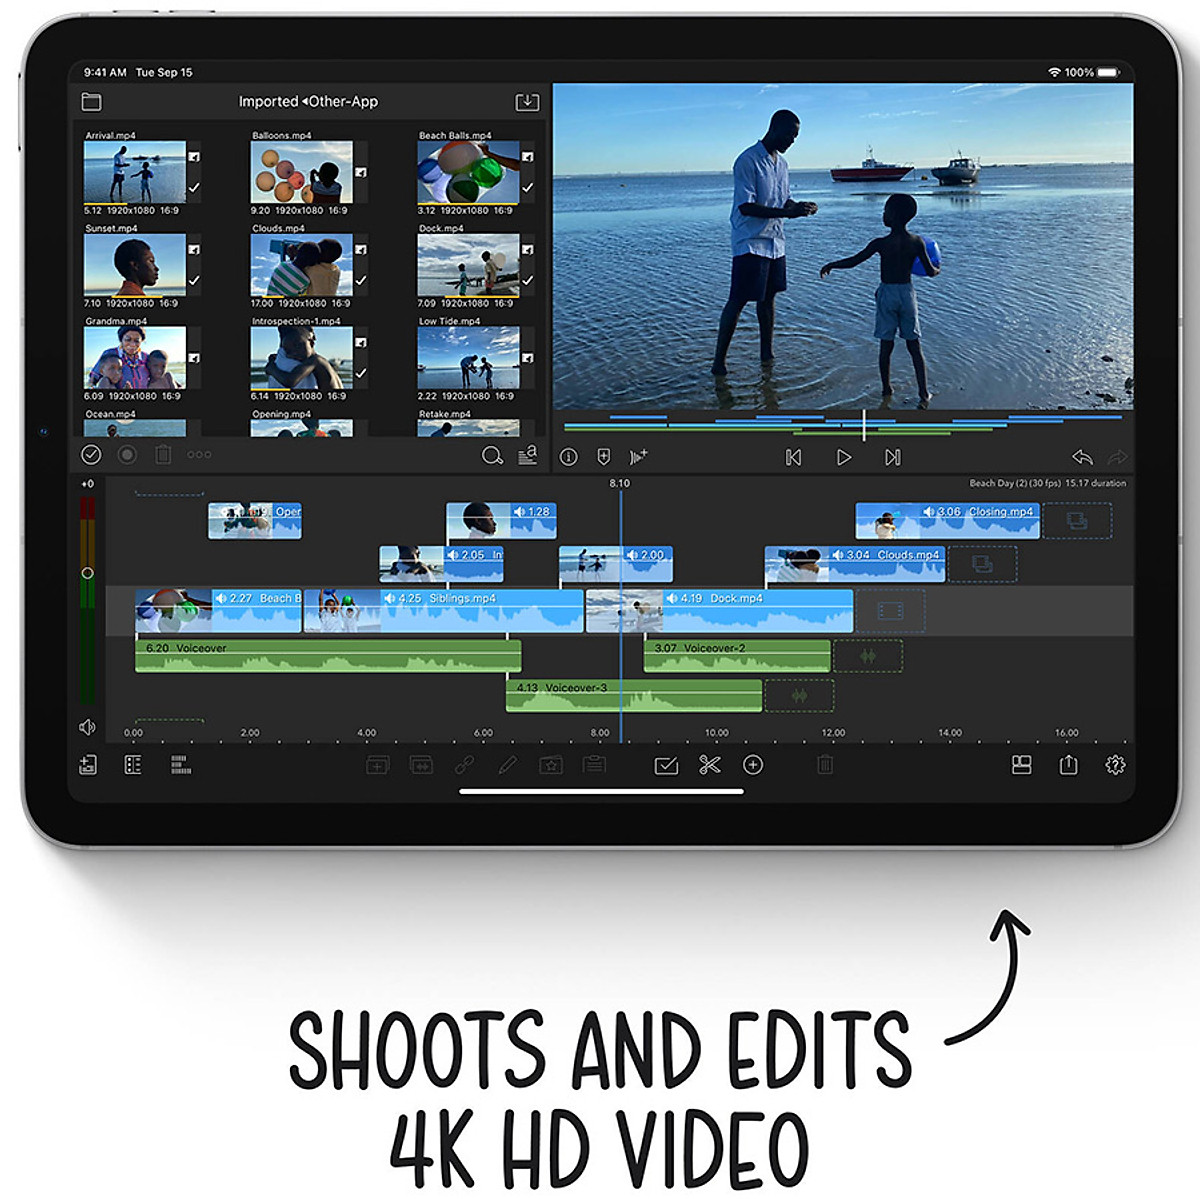 9:41 AM Tue Sep 15
100%
Imported Other-App
Arrival.mp4
Balloons.mp4
Beach Balls.mp4
5.12 1920x1080 16:9
9.20 1920x1080 16:9
3.12 1920x1080 16:9
Sunset.mp4
Clouds.mp4
Dock.mp4
7.10 1920x1080 16:9
17.00 1920x1080 16:9
7.09 1920x1080 16:9
Grandma.mp4
Introspection-1.mp4
Low Tide.mp4
6.09 1920x1080 16:9
6.14 1920x1080 16:9
2.22 1920x1080 16:9
Ocean.mp4
Opening.mp4
Retake.mp4
+0
8.10
Beach Day (2) (30 fps) 15.17 duration
Oper
1.28
3.06 Closing.mp4
2.05 In
2.00
3.04 Clouds.mp4
2.27 Beach B
4.25 Siblings.mp4
4.19 Dock.mp4
6.20 Voiceover
3.07 Voiceover-2
4.13 Voiceover-3
0.00 2.00 4.00 6.00 8.00 10.00 12.00 14.00 16.00
SHOOTS AND EDITS
4K HD VIDEO